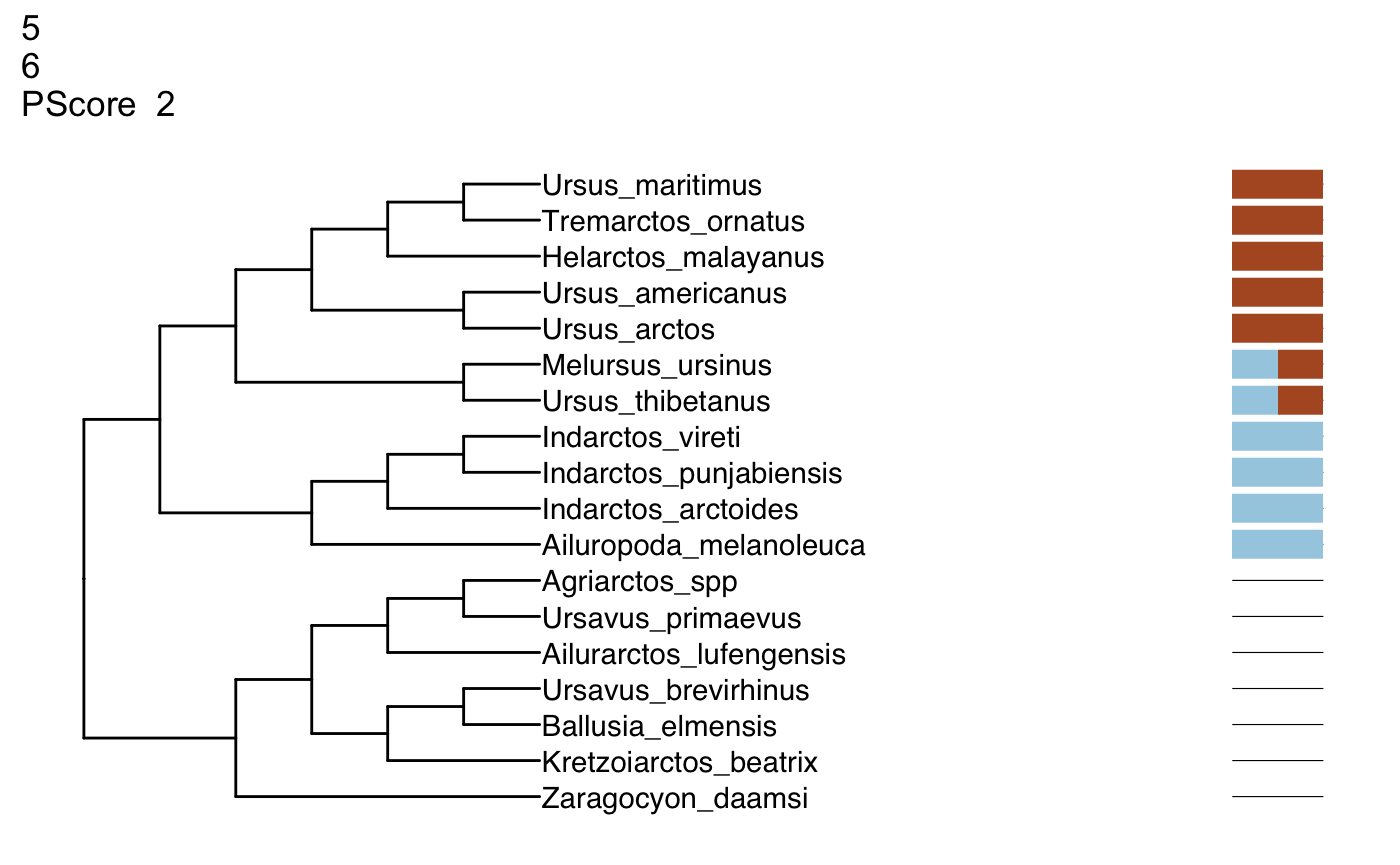 5
6
PScore 2
Ursus_maritimus
Tremarctos_ornatus
Helarctos_malayanus
Ursus_americanus
Ursus_arctos
Melursus_ursinus
Ursus_thibetanus
Indarctos_vireti
Indarctos_punjabiensis
Indarctos_arctoides
Ailuropoda_melanoleuca
Agriarctos_spp
Ursavus_primaevus
Ailurarctos_lufengensis
Ursavus_brevirhinus
Ballusia_elmensis
Kretzoiarctos_beatrix
Zaragocyon_daamsi